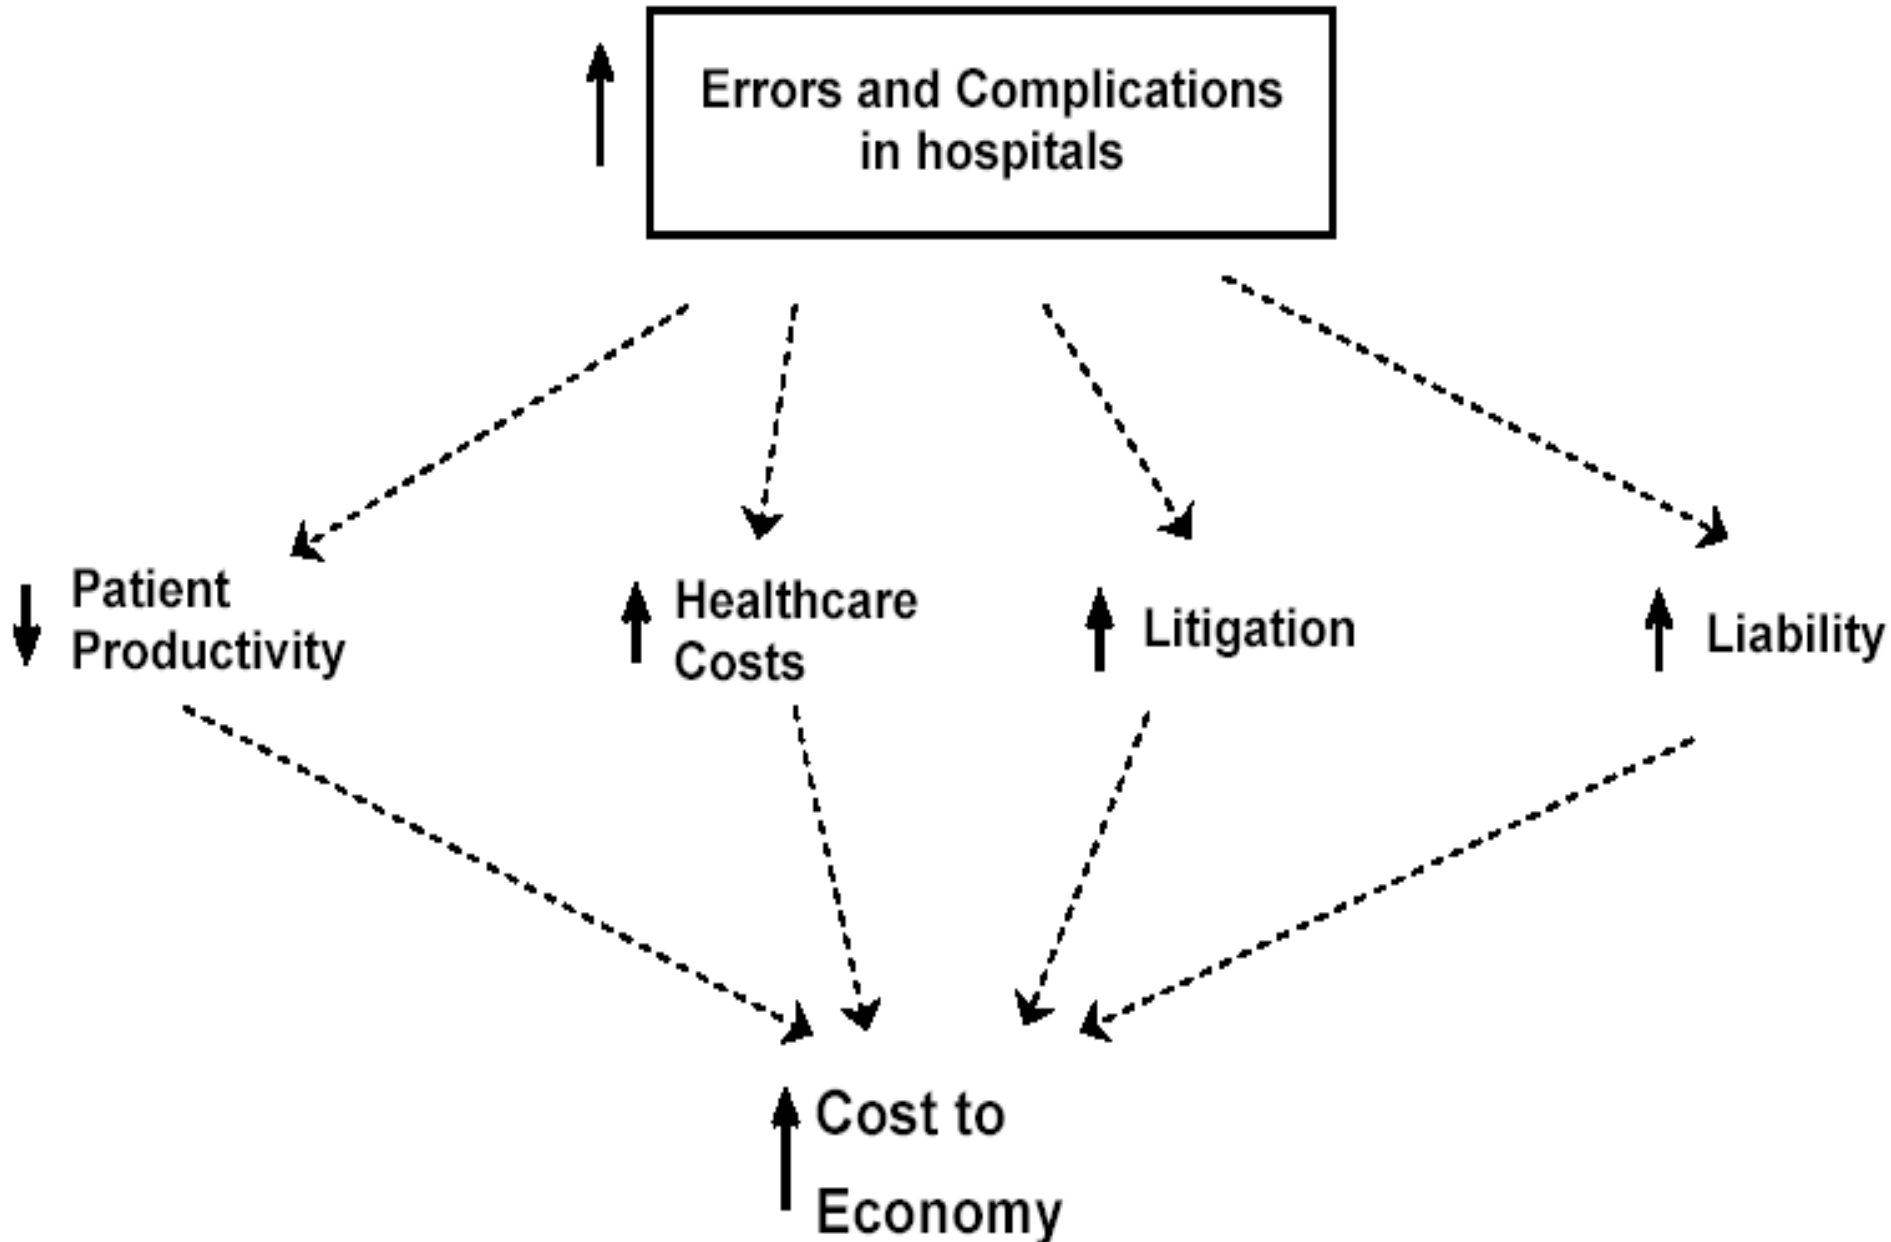 Errors and Complications
in hospitals
Patient
Productivity
Healthcare
Costs
Litigation
Liability
Cost to
Economy